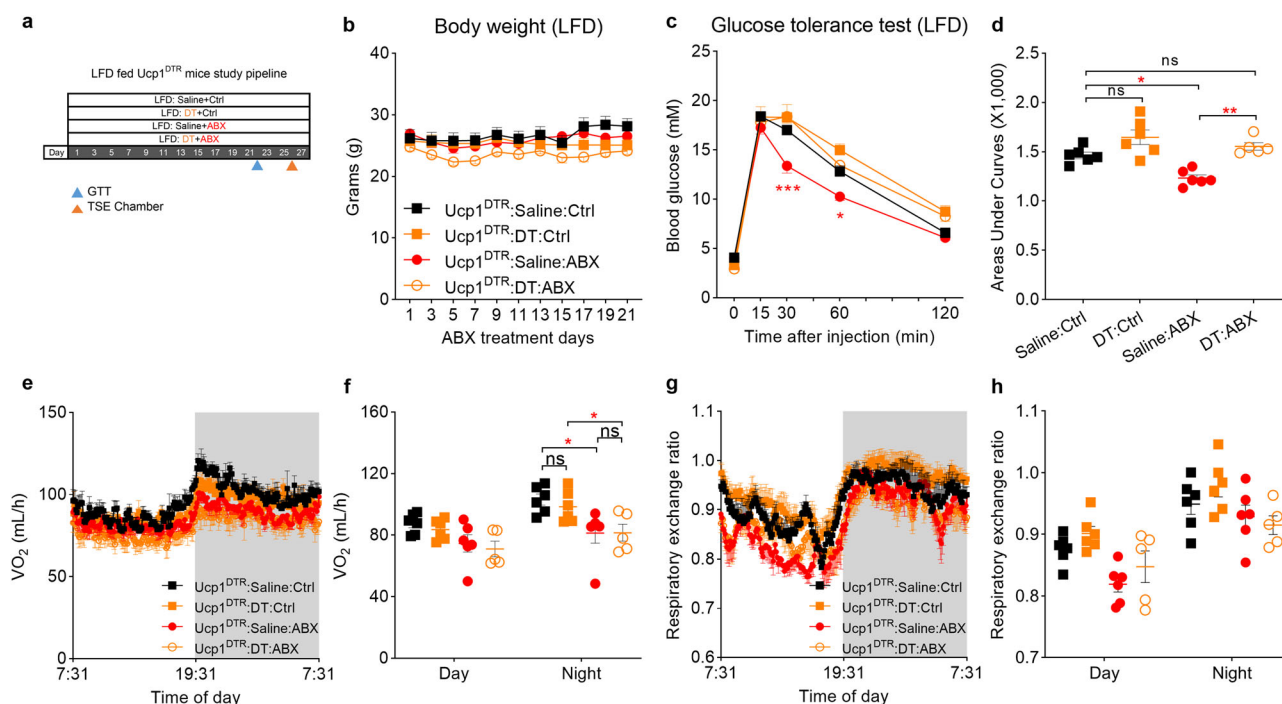 a
LFD fed Ucp1DTR mice study pipeline
LFD: Saline+Ctrl
LFD: DT+Ctrl
LFD: Saline+ABX
LFD: DT+ABX
Day 1 3 5 7 9 11 13 15 17 19 21 23 25 27
GTT
TSE Chamber
b
Body weight (LFD)
40
30
20
10
0
Grams (g)
Ucp1DTR:Saline:Ctrl
Ucp1DTR:DT:Ctrl
Ucp1DTR:Saline:ABX
Ucp1DTR:DT:ABX
1 3 5 7 9 11 13 15 17 19 21
ABX treatment days
c
Glucose tolerance test (LFD)
25
20
15
10
5
0
Blood glucose (mM)
***
*
0 15 30 60 120
Time after injection (min)
d
ns
*
ns
**
2.5
2.0
1.5
1.0
0.5
0.0
Areas Under Curves (X1,000)
Saline:Ctrl
DT:Ctrl
Saline:ABX
DT:ABX
e
150
100
50
0
VO2 (mL/h)
Ucp1DTR:Saline:Ctrl
Ucp1DTR:DT:Ctrl
Ucp1DTR:Saline:ABX
Ucp1DTR:DT:ABX
7:31 19:31 7:31
Time of day
f
160
120
80
40
0
VO2 (mL/h)
*
*
ns
ns
Day Night
g
1.1
1.0
0.9
0.8
0.7
0.6
Respiratory exchange ratio
Ucp1DTR:Saline:Ctrl
Ucp1DTR:DT:Ctrl
Ucp1DTR:Saline:ABX
Ucp1DTR:DT:ABX
7:31 19:31 7:31
Time of day
h
1.1
1.0
0.9
0.8
0.7
Respiratory exchange ratio
Day Night